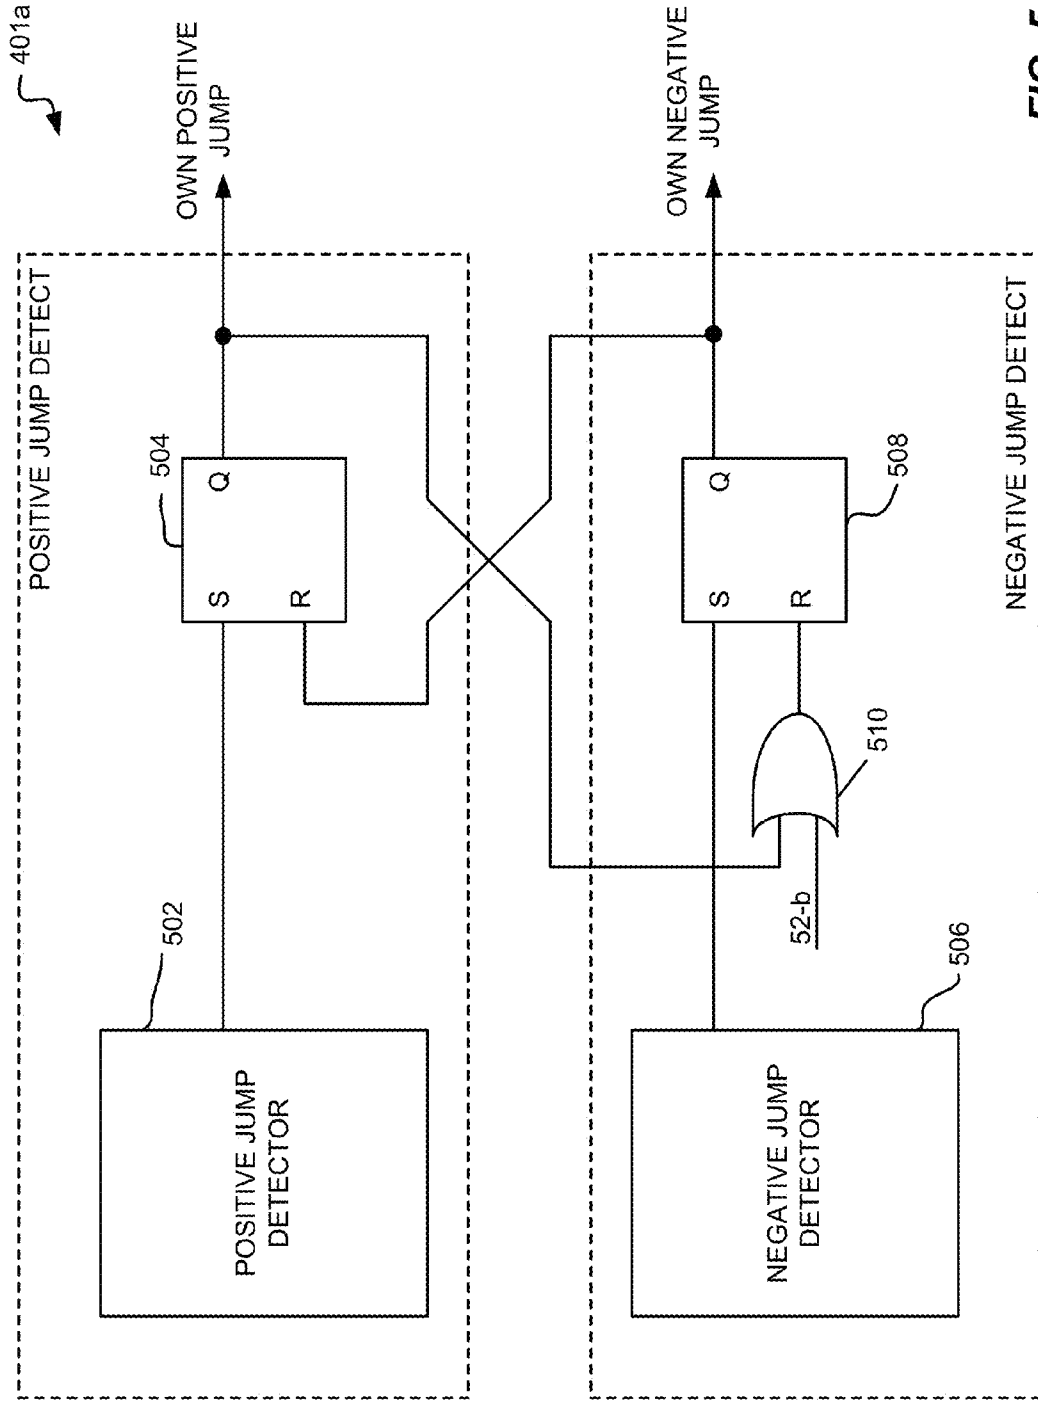 401a
POSITIVE JUMP DETECT
OWN POSITIVE
JUMP
504
S
R
Q
502
POSITIVE JUMP
DETECTOR
OWN NEGATIVE
JUMP
508
S
R
Q
510
52-b
506
NEGATIVE JUMP
DETECTOR
NEGATIVE JUMP DETECT